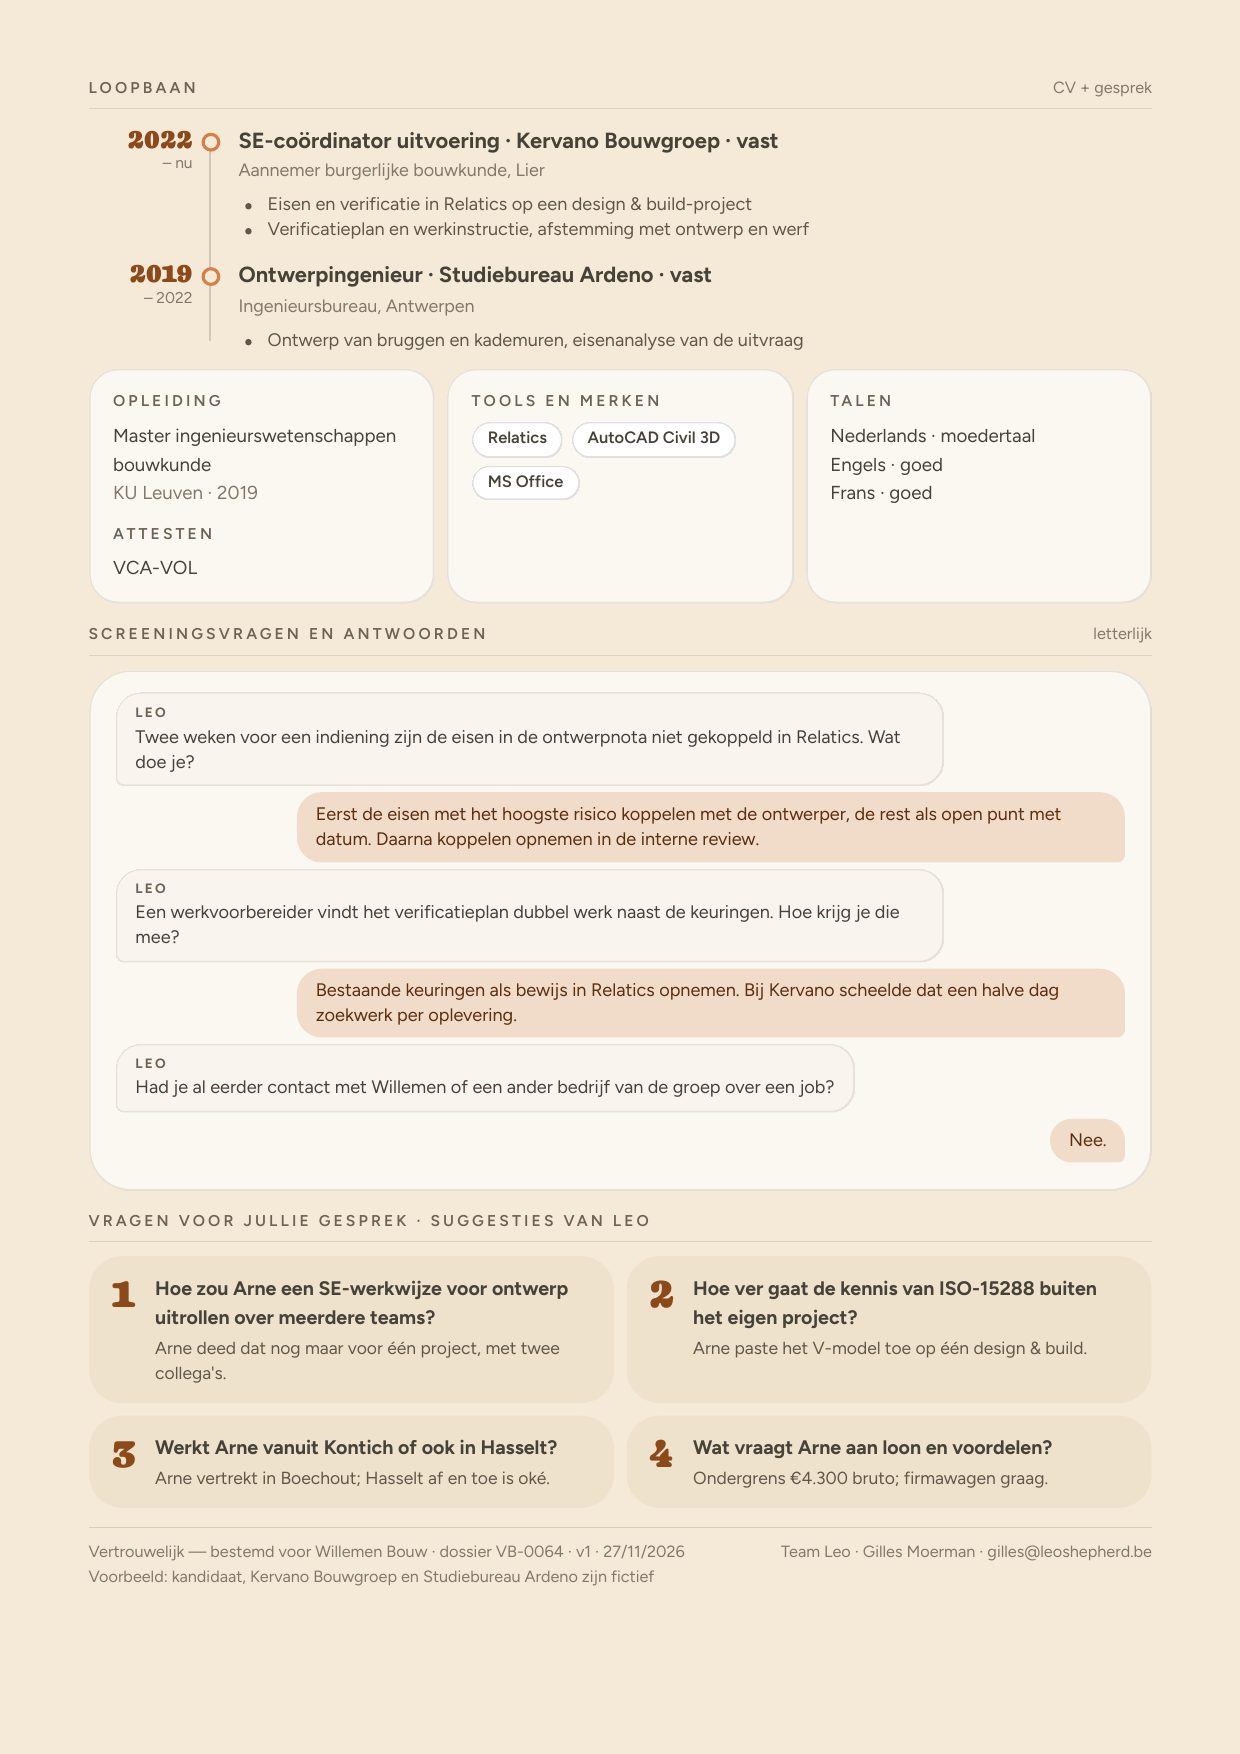 LOOPBAAN
CV + gesprek
2022
– nu
SE-coördinator uitvoering · Kervano Bouwgroep · vast
Aannemer burgerlijke bouwkunde, Lier
• Eisen en verificatie in Relatics op een design & build-project
• Verificatieplan en werkinstructie, afstemming met ontwerp en werf
2019
– 2022
Ontwerpingenieur · Studiebureau Ardeno · vast
Ingenieursbureau, Antwerpen
• Ontwerp van bruggen en kademuren, eisenanalyse van de uitvraag
OPLEIDING
Master ingenieurswetenschappen
bouwkunde
KU Leuven · 2019
ATTESTEN
VCA-VOL
TOOLS EN MERKEN
Relatics
AutoCAD Civil 3D
MS Office
TALEN
Nederlands · moedertaal
Engels · goed
Frans · goed
SCREENINGSVRAGEN EN ANTWOORDEN
letterlijk
LEO
Twee weken voor een indiening zijn de eisen in de ontwerpnota niet gekoppeld in Relatics. Wat
doe je?
Eerst de eisen met het hoogste risico koppelen met de ontwerper, de rest als open punt met
datum. Daarna koppelen opnemen in de interne review.
LEO
Een werkvoorbereider vindt het verificatieplan dubbel werk naast de keuringen. Hoe krijg je die
mee?
Bestaande keuringen als bewijs in Relatics opnemen. Bij Kervano scheelde dat een halve dag
zoekwerk per oplevering.
LEO
Had je al eerder contact met Willemen of een ander bedrijf van de groep over een job?
Nee.
VRAGEN VOOR JULLIE GESPREK · SUGGESTIES VAN LEO
1
Hoe zou Arne een SE-werkwijze voor ontwerp
uitrollen over meerdere teams?
Arne deed dat nog maar voor één project, met twee
collega's.
2
Hoe ver gaat de kennis van ISO-15288 buiten
het eigen project?
Arne paste het V-model toe op één design & build.
3
Werkt Arne vanuit Kontich of ook in Hasselt?
Arne vertrekt in Boechout; Hasselt af en toe is oké.
4
Wat vraagt Arne aan loon en voordelen?
Ondergrens €4.300 bruto; firmawagen graag.
Vertrouwelijk — bestemd voor Willemen Bouw · dossier VB-0064 · v1 · 27/11/2026
Team Leo · Gilles Moerman · gilles@leoshepherd.be
Voorbeeld: kandidaat, Kervano Bouwgroep en Studiebureau Ardeno zijn fictief